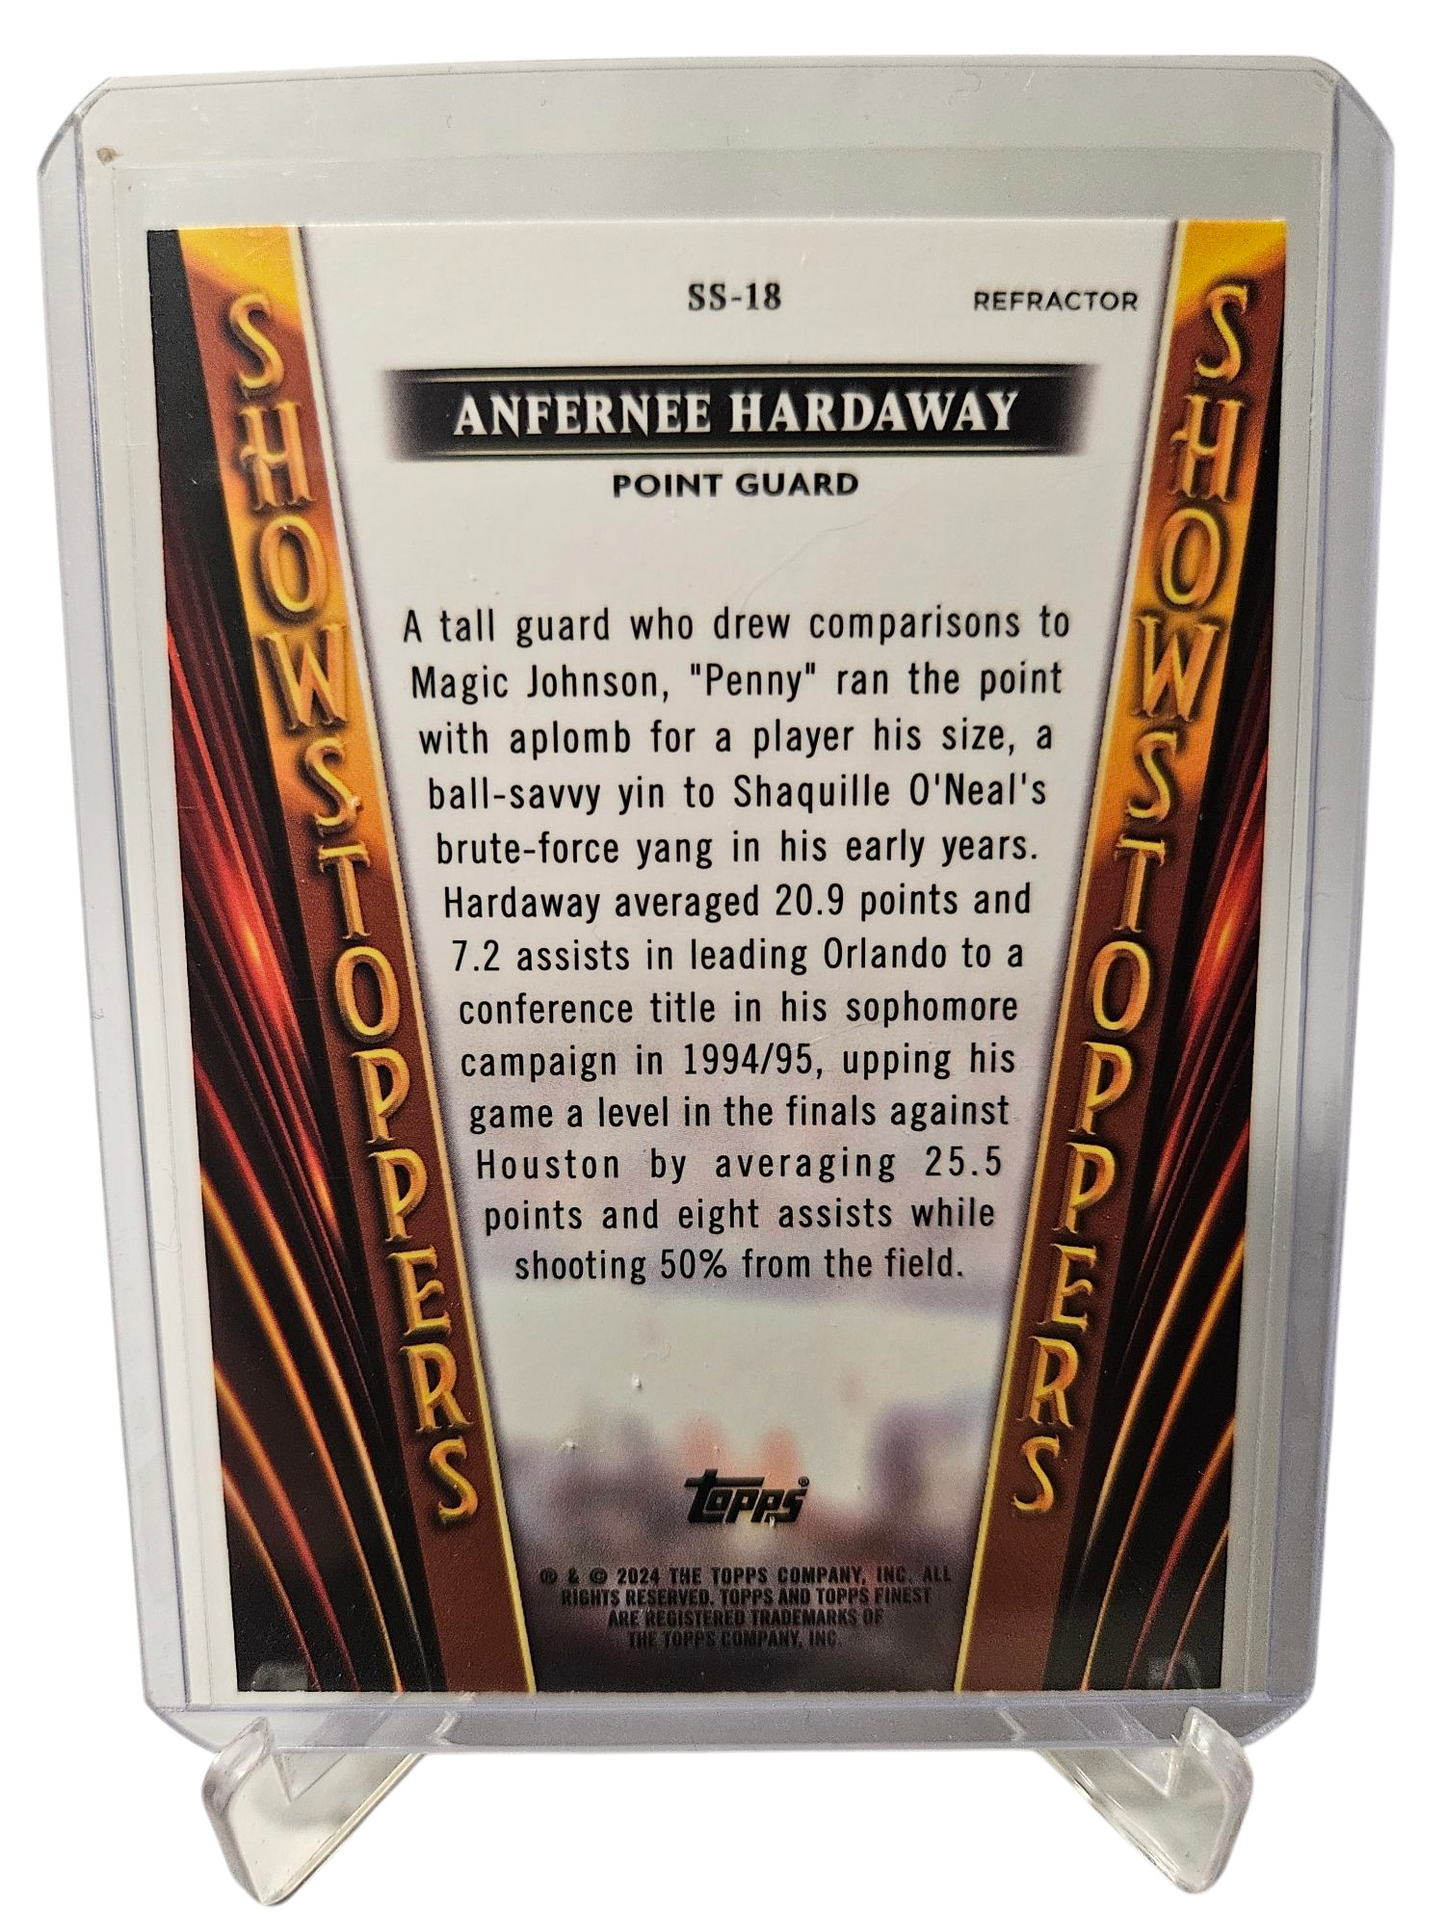 SS-18
REFRACTOR
ANFERNEE HARDAWAY
POINT GUARD
SHOWSTOPPERS
SHOWSTOPPERS
A tall guard who drew comparisons to
Magic Johnson, "Penny" ran the point
with aplomb for a player his size, a
ball-savvy yin to Shaquille O'Neal's
brute-force yang in his early years.
Hardaway averaged 20.9 points and
7.2 assists in leading Orlando to a
conference title in his sophomore
campaign in 1994/95, upping his
game a level in the finals against
Houston by averaging 25.5
points and eight assists while
shooting 50% from the field.
topps®
® & © 2024 THE TOPPS COMPANY, INC. ALL
RIGHTS RESERVED. TOPPS AND TOPPS FINEST
ARE REGISTERED TRADEMARKS OF
THE TOPPS COMPANY, INC.